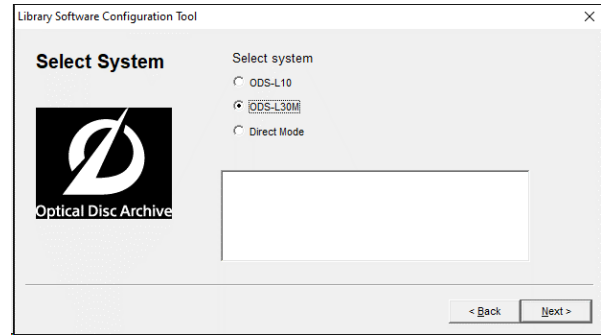 Library Software Configuration Tool
Select System
Select system
ODS-L10
ODS-L30M
Direct Mode
Optical Disc Archive
< Back
Next >